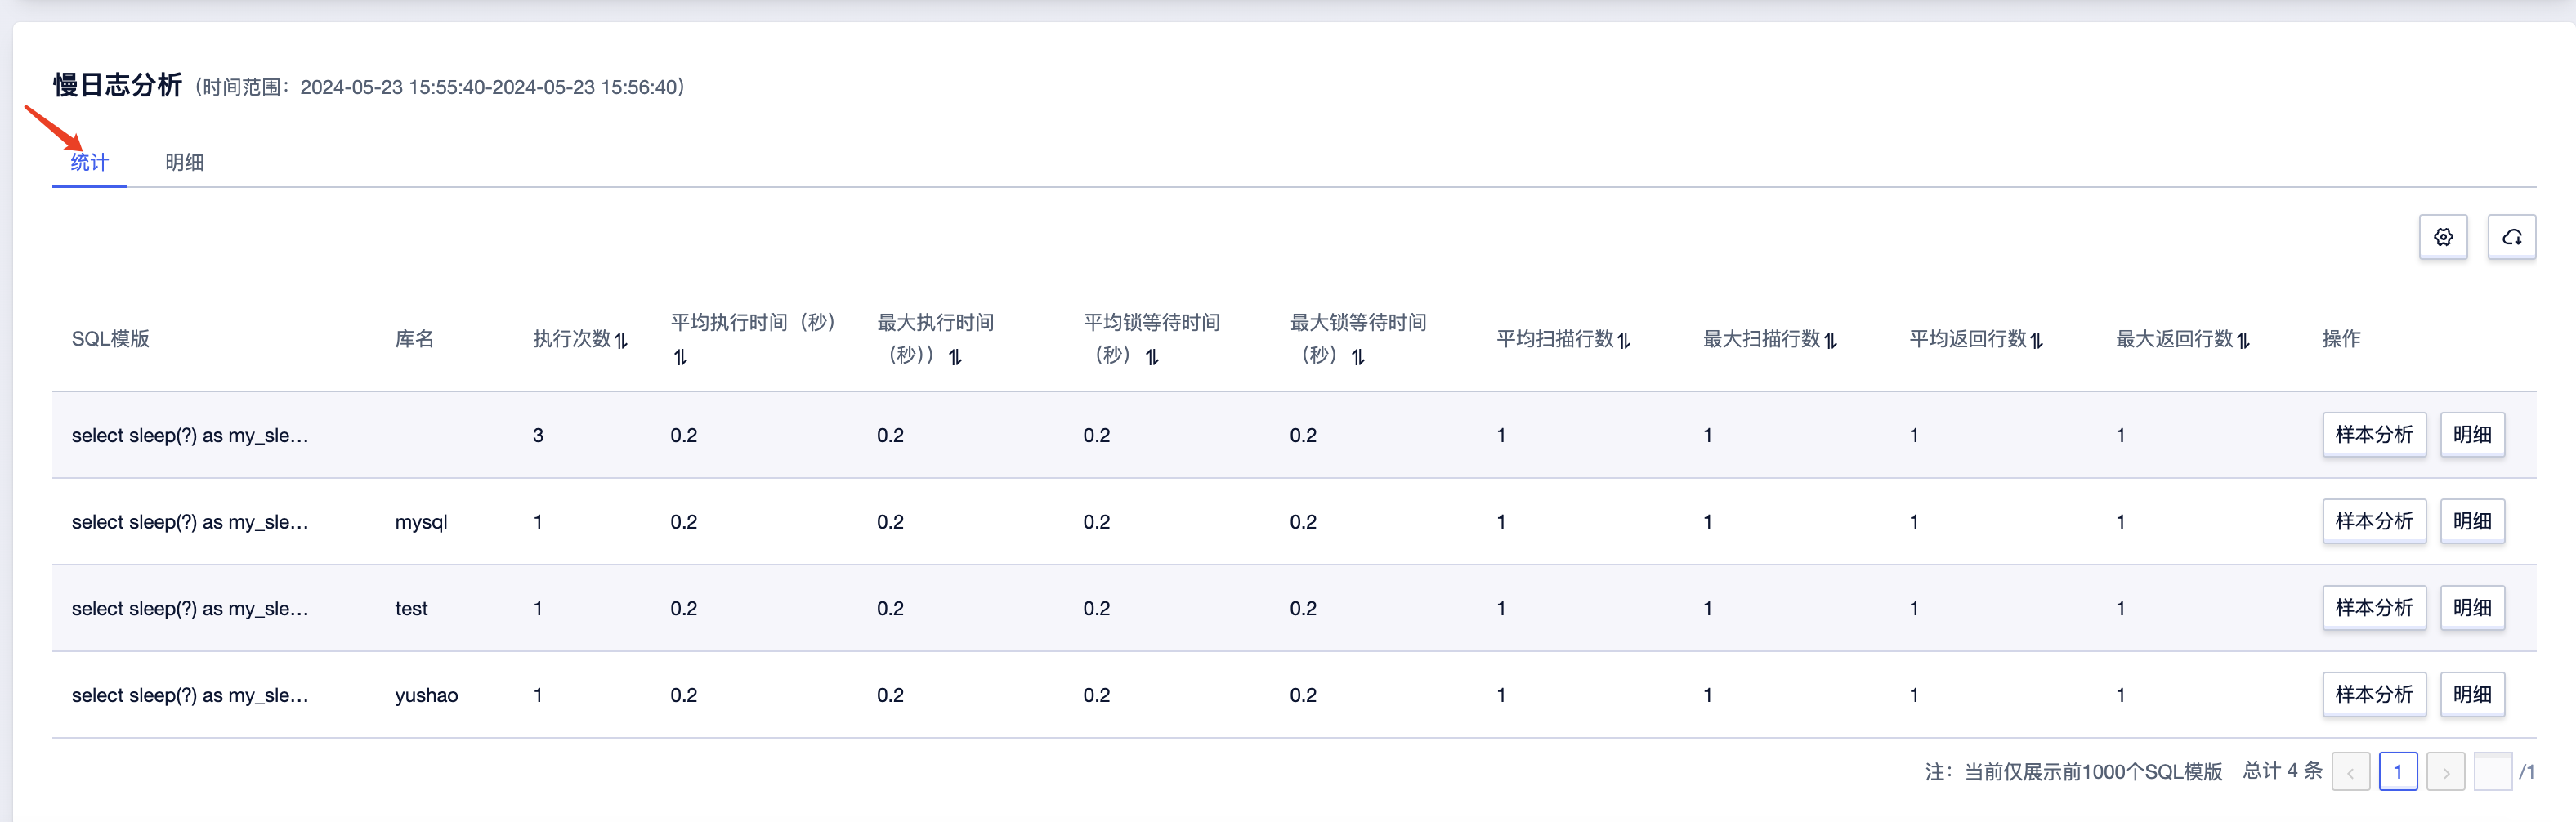 慢日志分析（时间范围：2024-05-23 15:55:40-2024-05-23 15:56:40）
统计 明细
SQL模版 库名 执行次数 平均执行时间（秒） 最大执行时间（秒）） 平均锁等待时间（秒） 最大锁等待时间（秒） 平均扫描行数 最大扫描行数 平均返回行数 最大返回行数 操作
select sleep(?) as my_sle... 3 0.2 0.2 0.2 0.2 1 1 1 1 样本分析 明细
select sleep(?) as my_sle... mysql 1 0.2 0.2 0.2 0.2 1 1 1 1 样本分析 明细
select sleep(?) as my_sle... test 1 0.2 0.2 0.2 0.2 1 1 1 1 样本分析 明细
select sleep(?) as my_sle... yushao 1 0.2 0.2 0.2 0.2 1 1 1 1 样本分析 明细
注：当前仅展示前1000个SQL模版 总计 4 条 1 /1